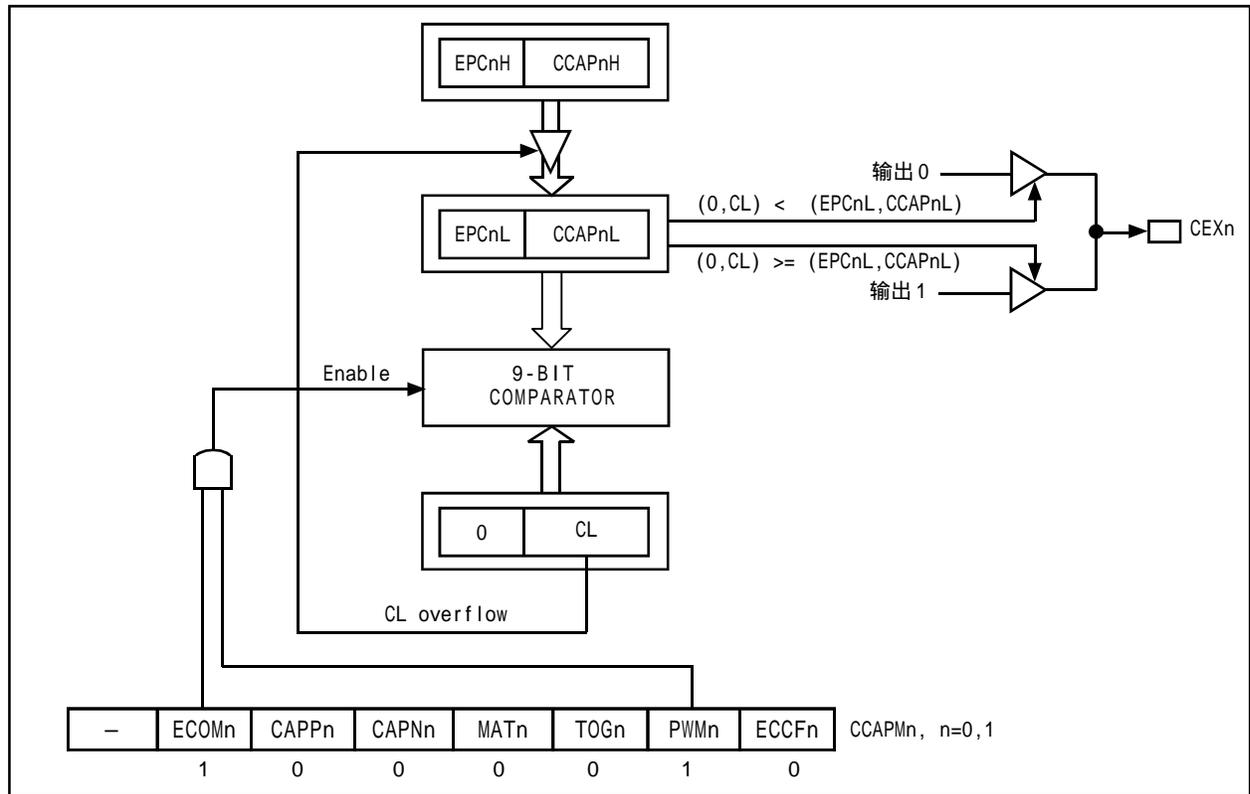 EPCnH CCAPnH
输出0
(0,CL) < (EPCnL,CCAPnL)
EPCnL CCAPnL
CEXn
(0,CL) >= (EPCnL,CCAPnL)
输出1
Enable
9-BIT
COMPARATOR
0 CL
CL overflow
— ECOMn CAPPn CAPNn MATn TOGn PWMn ECCFn CCAPMn, n=0,1
1 0 0 0 0 1 0